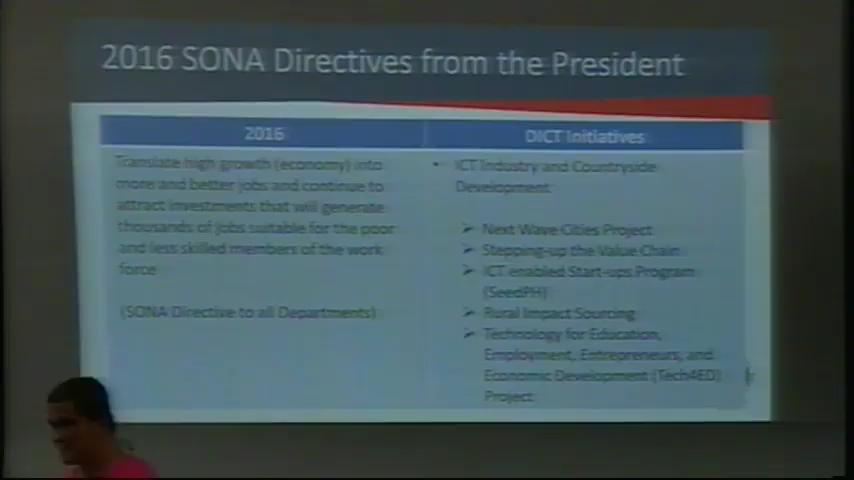 2016 SONA Directives from the President
2016
DICT Initiatives
Translate high growth (economy) into
more and better jobs and continue to
attract investments that will generate
thousands of jobs suitable for the poor
and less skilled members of the work
force
(SONA Directive to all Departments)
• ICT Industry and Countryside
Development
➢ Next Wave Cities Project
➢ Stepping-up the Value Chain
➢ ICT enabled Start-ups Program
(SeedPH)
➢ Rural Impact Sourcing
➢ Technology for Education,
Employment, Entrepreneurs, and
Economic Development (Tech4ED)
Project